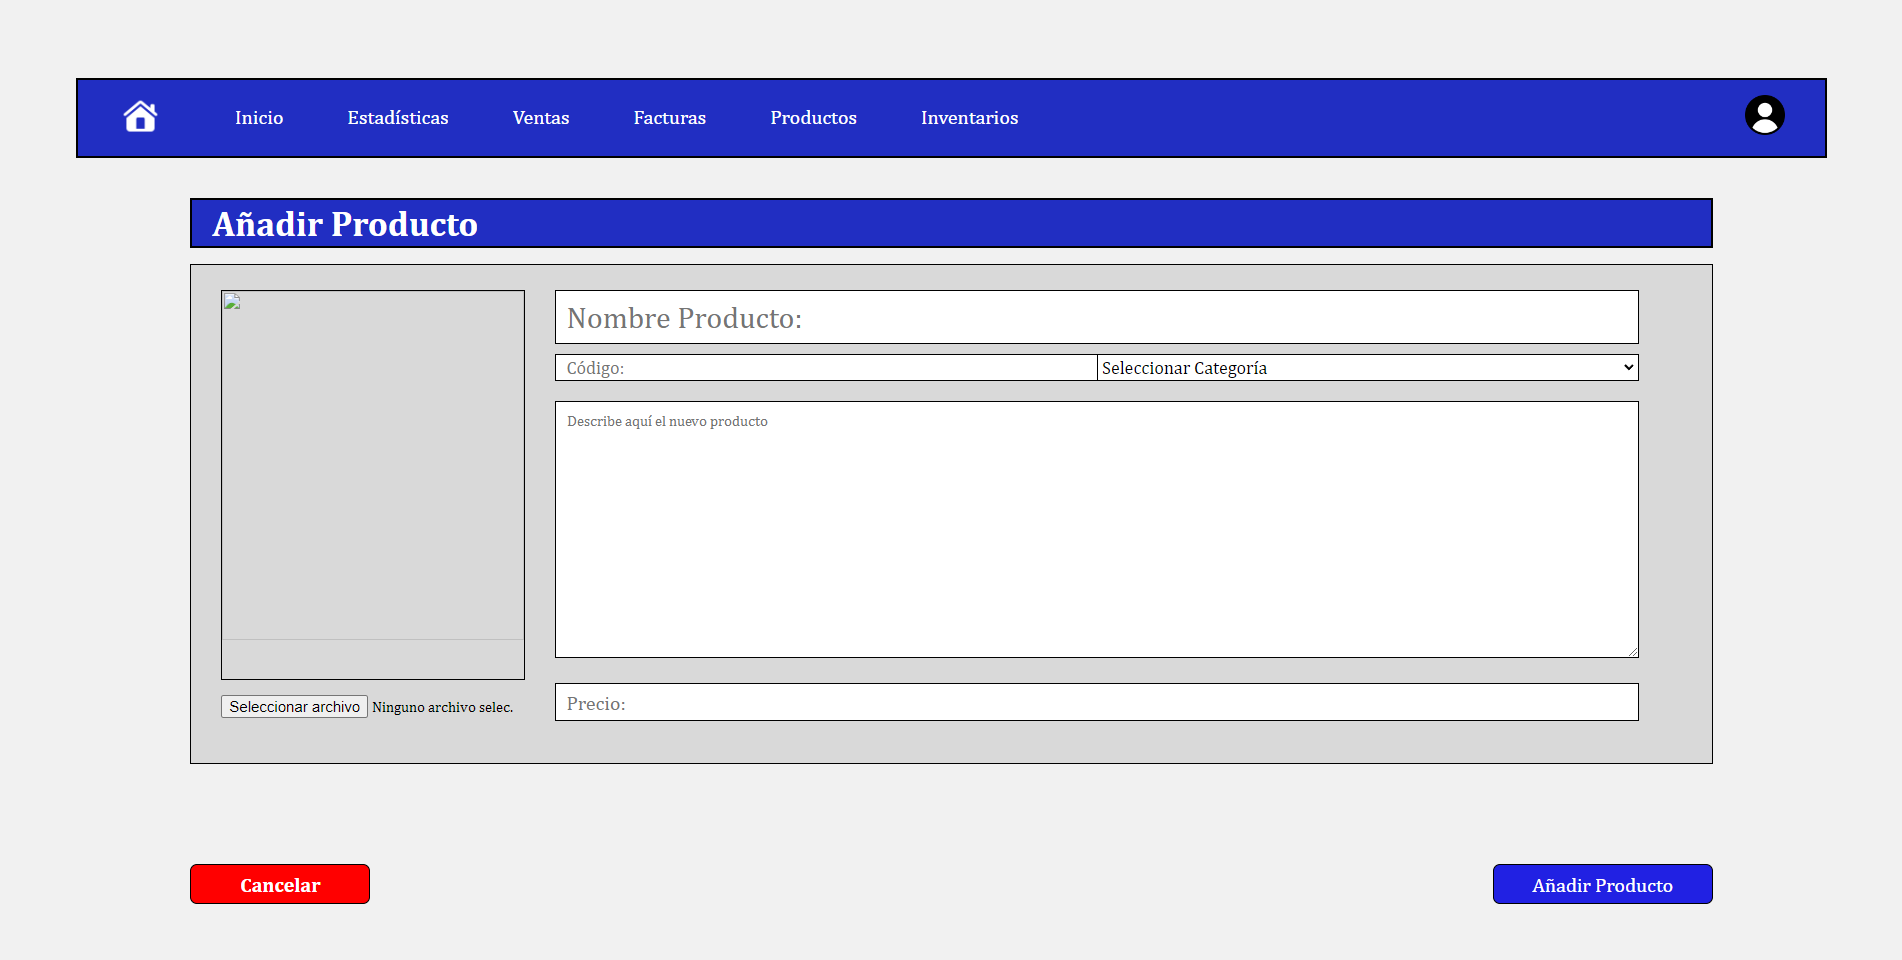 Inicio Estadísticas Ventas Facturas Productos Inventarios
Añadir Producto
Nombre Producto:
Código: Seleccionar Categoría
Describe aquí el nuevo producto
Seleccionar archivo Ninguno archivo selec.
Precio:
Cancelar Añadir Producto